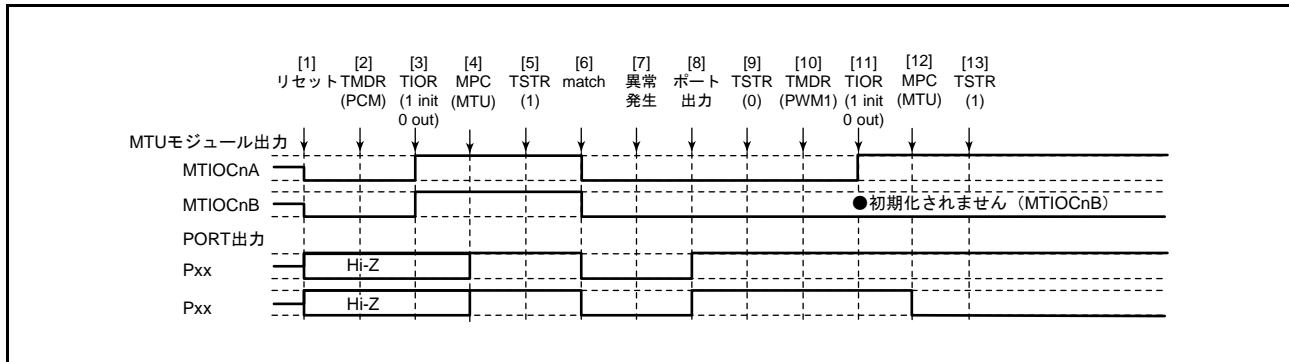 [1] [2] [3] [4] [5] [6] [7] [8] [9] [10] [11] [12] [13]
リセット TMDR TIOR MPC TSTR match 異常 ポート TSTR TMDR TIOR MPC TSTR
(PCM) (1 init (MTU) (1) 発生 出力 (0) (PWM1) (1 init (MTU) (1)
0 out) 0 out)
MTUモジュール出力
MTIOCnA
MTIOCnB ●初期化されません（MTIOCnB）
PORT出力
Pxx Hi-Z
Pxx Hi-Z